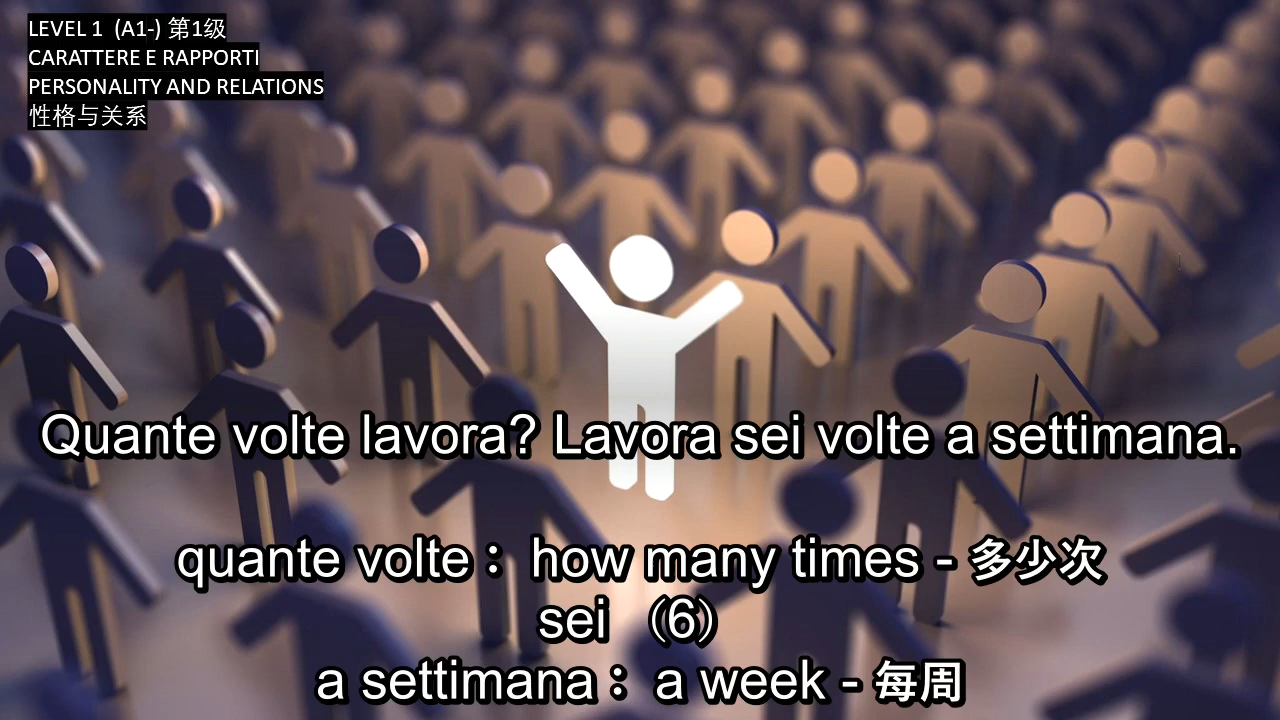 LEVEL 1 (A1-) 第1级
CARATTERE E RAPPORTI
PERSONALITY AND RELATIONS
性格与关系
Quante volte lavora? Lavora sei volte a settimana.
quante volte： how many times - 多少次
sei （6）
a settimana： a week - 每周